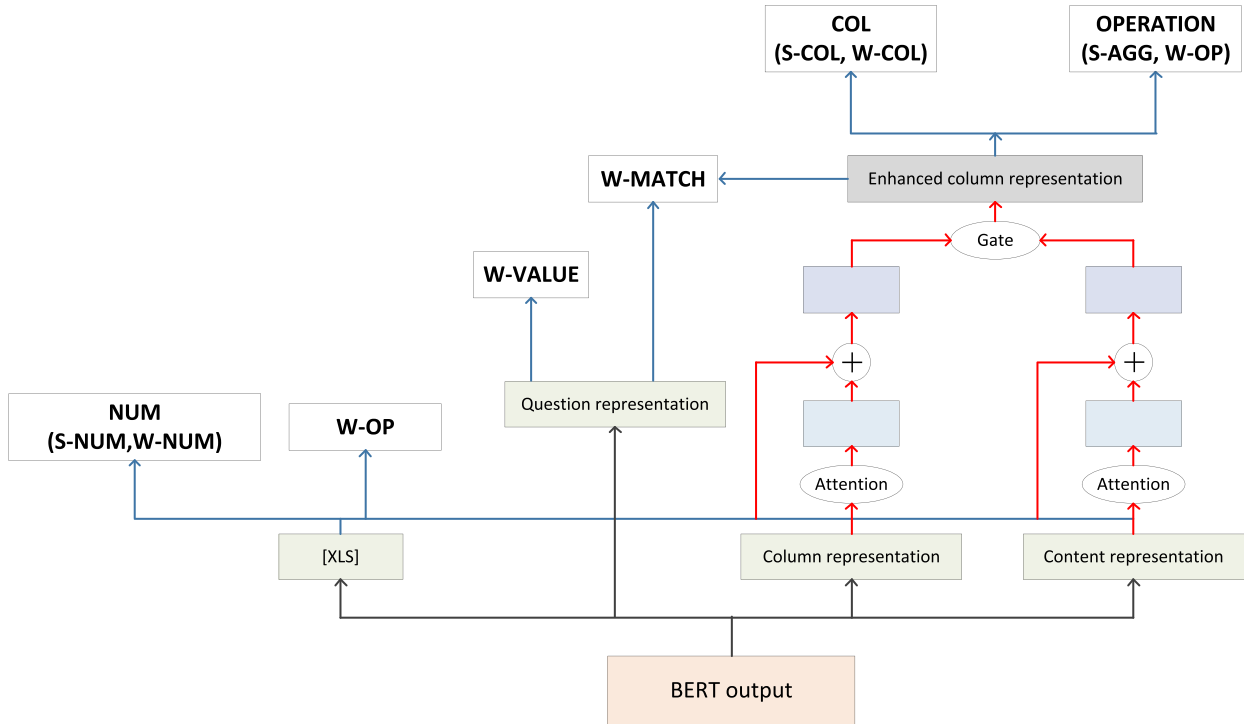 COL
(S-COL, W-COL)
OPERATION
(S-AGG, W-OP)
W-MATCH
Enhanced column representation
Gate
W-VALUE
+
+
Question representation
NUM
(S-NUM,W-NUM)
W-OP
Attention
Attention
[XLS]
Column representation
Content representation
BERT output